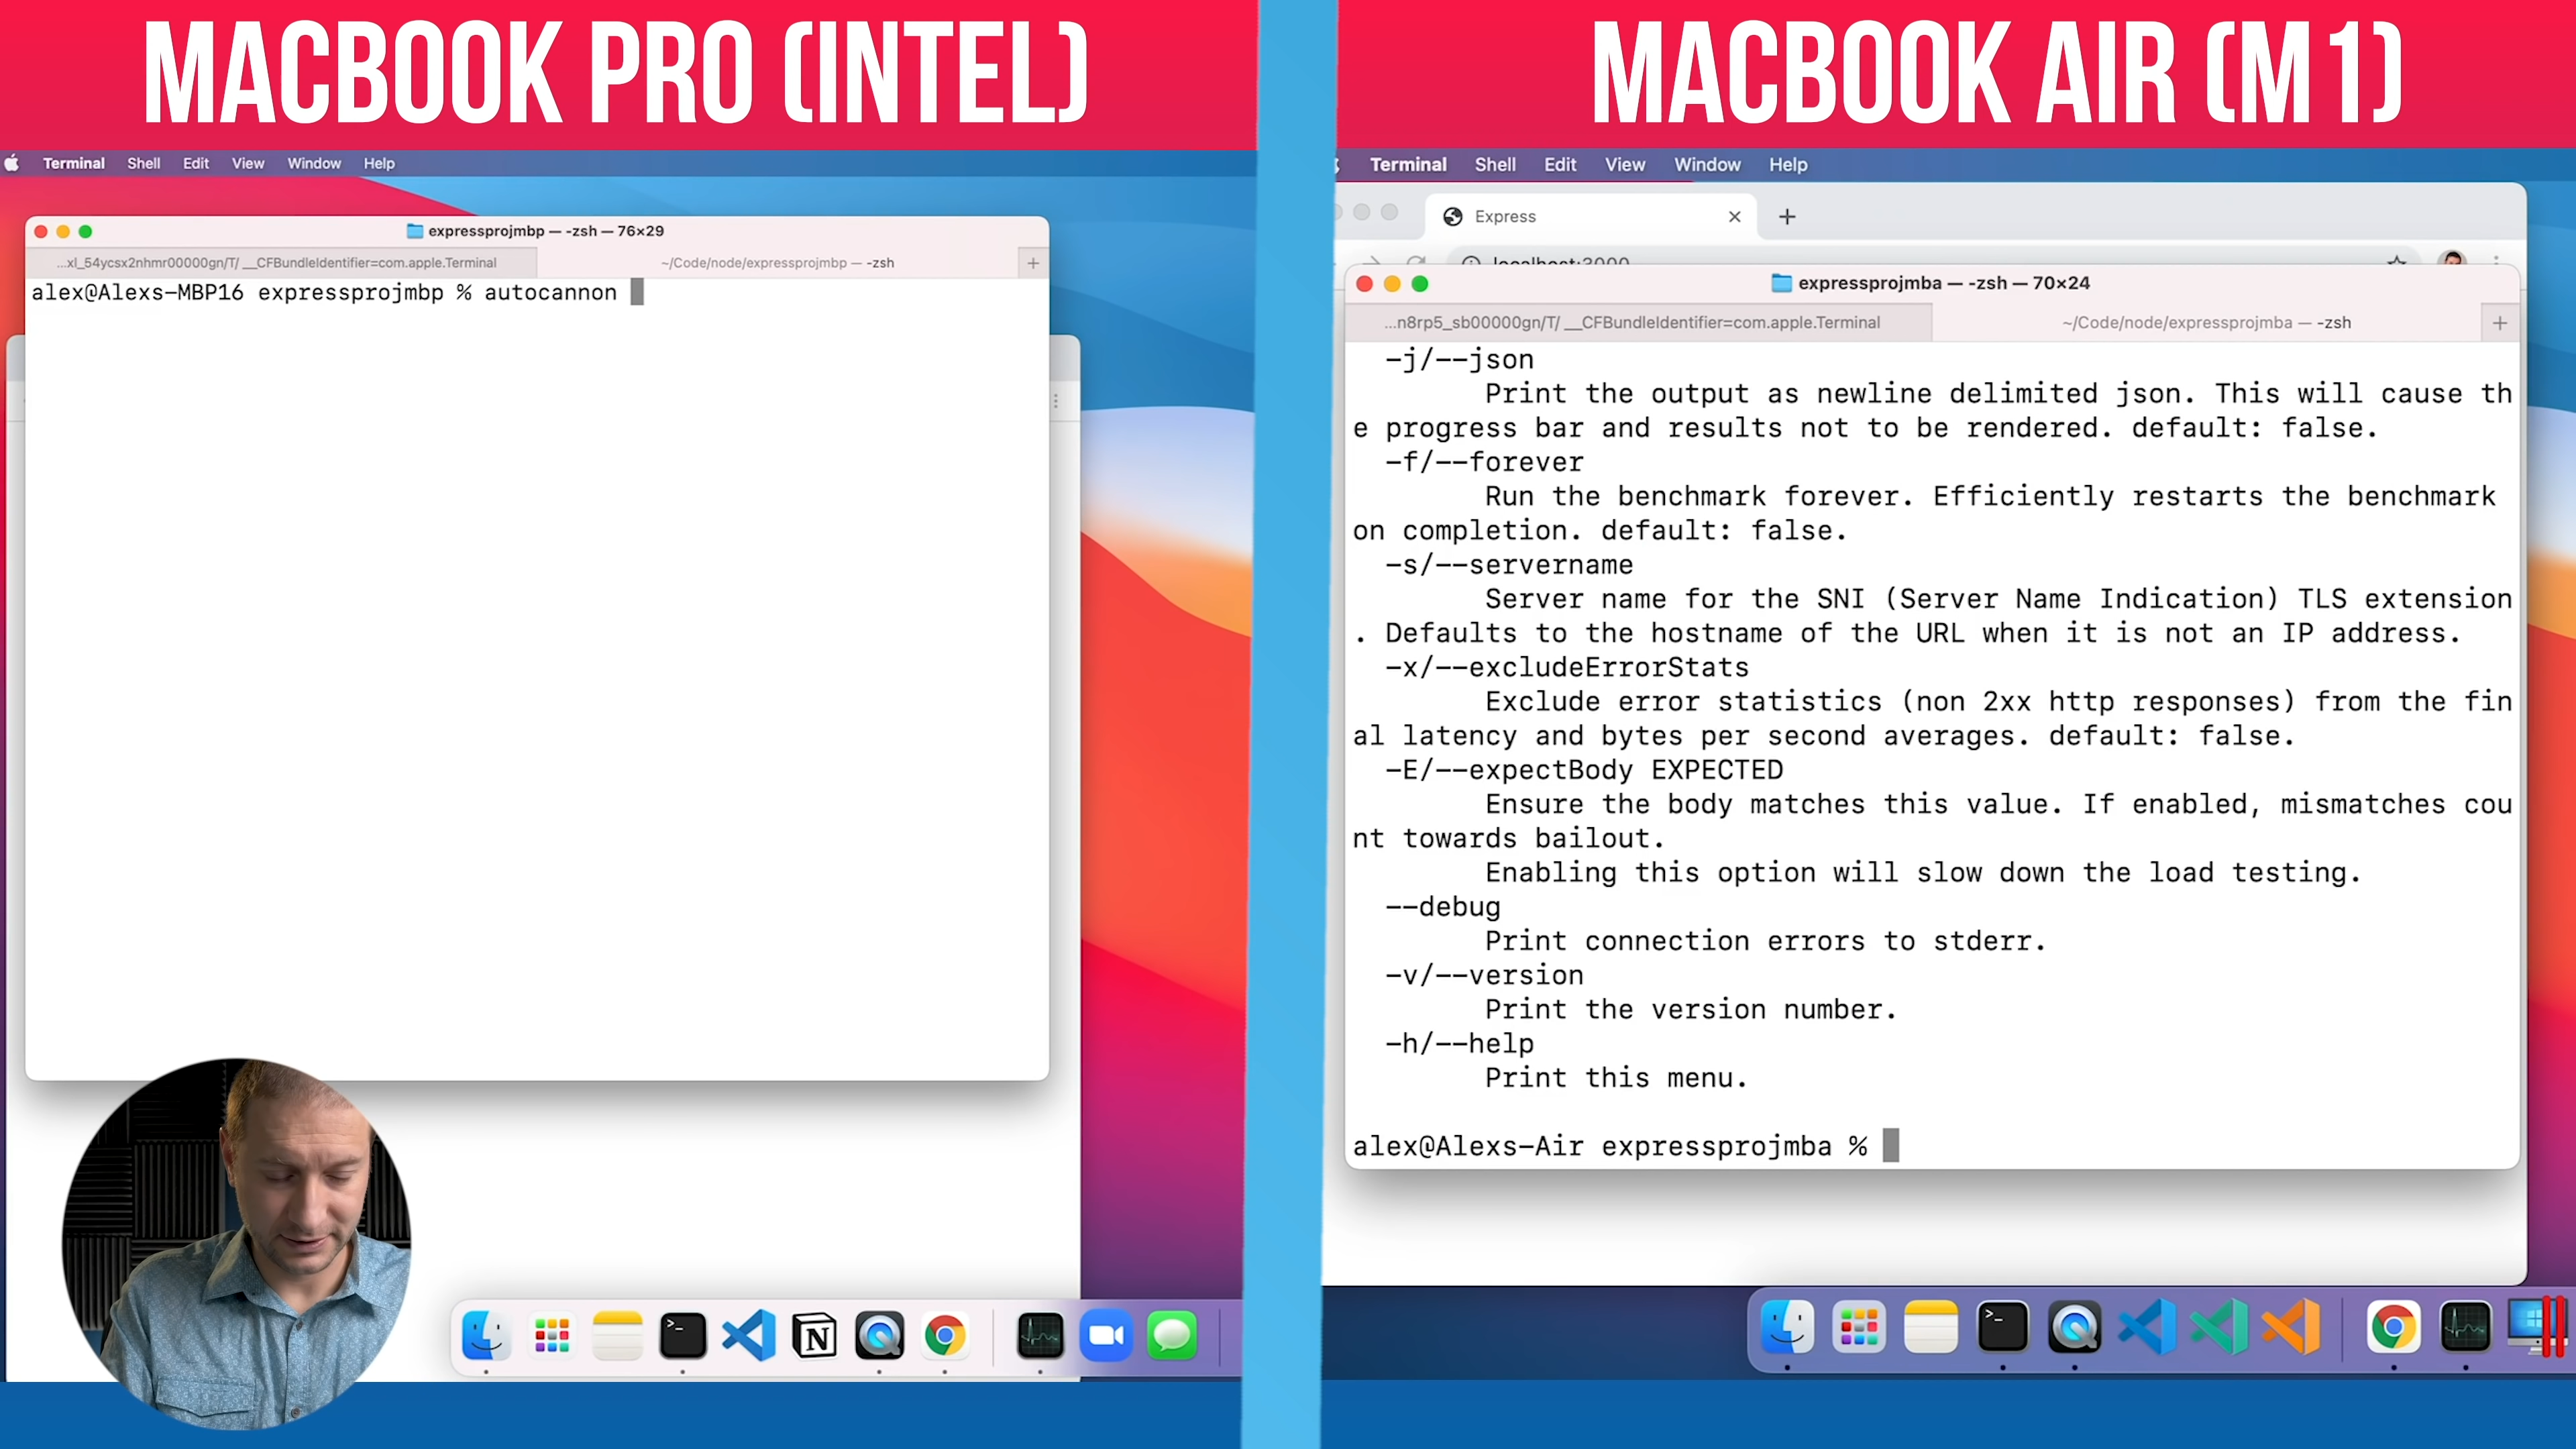 MACBOOK PRO (INTEL)
Terminal Shell Edit View Window Help
expressprojmbp — -zsh — 76×29
...xl_54ycsx2nhmr00000gn/T/ __CFBundleIdentifier=com.apple.Terminal
~/Code/node/expressprojmbp — -zsh
+
alex@Alexs-MBP16 expressprojmbp % autocannon
MACBOOK AIR (M1)
Terminal Shell Edit View Window Help
Express
localhost:3000
expressprojmba — -zsh — 70×24
...n8rp5_sb00000gn/T/ __CFBundleIdentifier=com.apple.Terminal
~/Code/node/expressprojmba — -zsh
+
-j/--json
Print the output as newline delimited json. This will cause th
e progress bar and results not to be rendered. default: false.
-f/--forever
Run the benchmark forever. Efficiently restarts the benchmark
on completion. default: false.
-s/--servername
Server name for the SNI (Server Name Indication) TLS extension
. Defaults to the hostname of the URL when it is not an IP address.
-x/--excludeErrorStats
Exclude error statistics (non 2xx http responses) from the fin
al latency and bytes per second averages. default: false.
-E/--expectBody EXPECTED
Ensure the body matches this value. If enabled, mismatches cou
nt towards bailout.
Enabling this option will slow down the load testing.
--debug
Print connection errors to stderr.
-v/--version
Print the version number.
-h/--help
Print this menu.
alex@Alexs-Air expressprojmba %